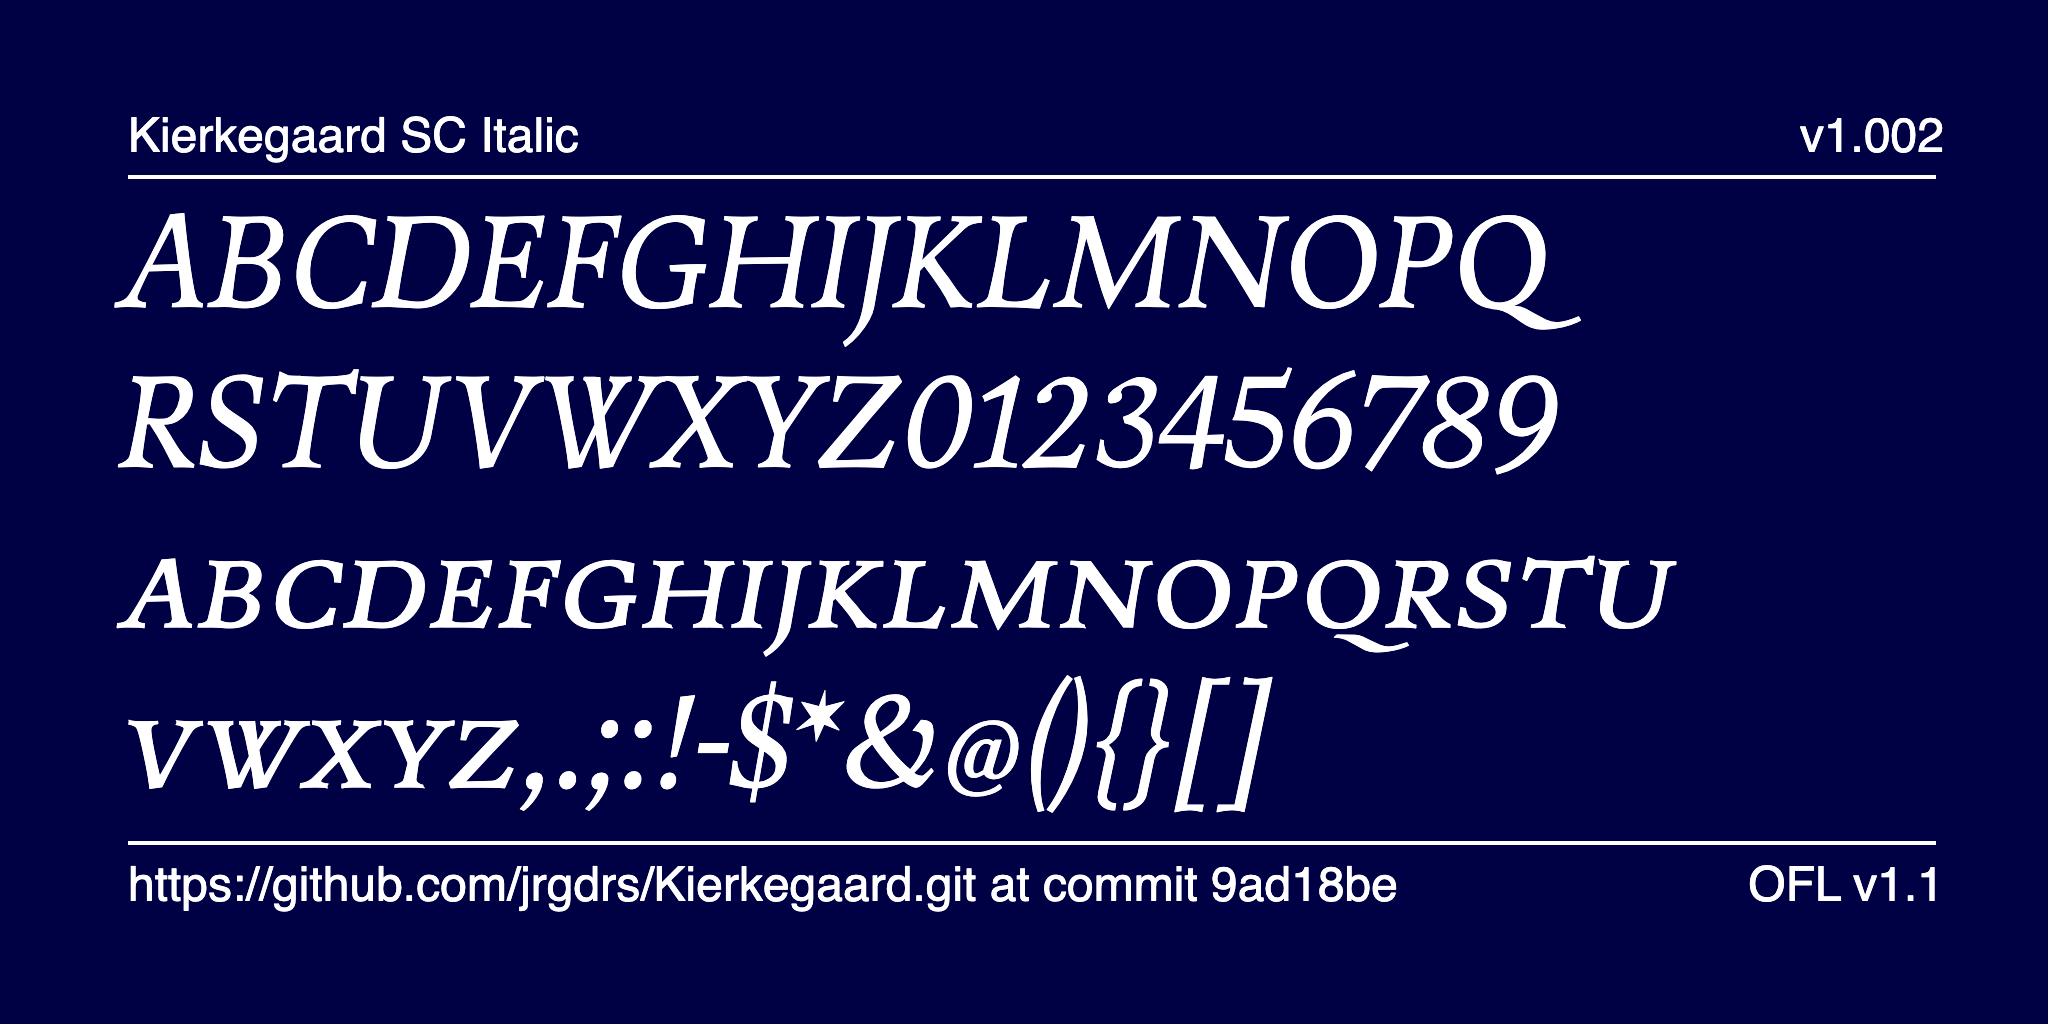 Kierkegaard SC Italic
v1.002
ABCDEFGHIJKLMNOPQ
RSTUVWXYZ0123456789
ABCDEFGHIJKLMNOPQRSTU
VWXYZ,.;:!-$*&@(){}[]
https://github.com/jrgdrs/Kierkegaard.git at commit 9ad18be
OFL v1.1